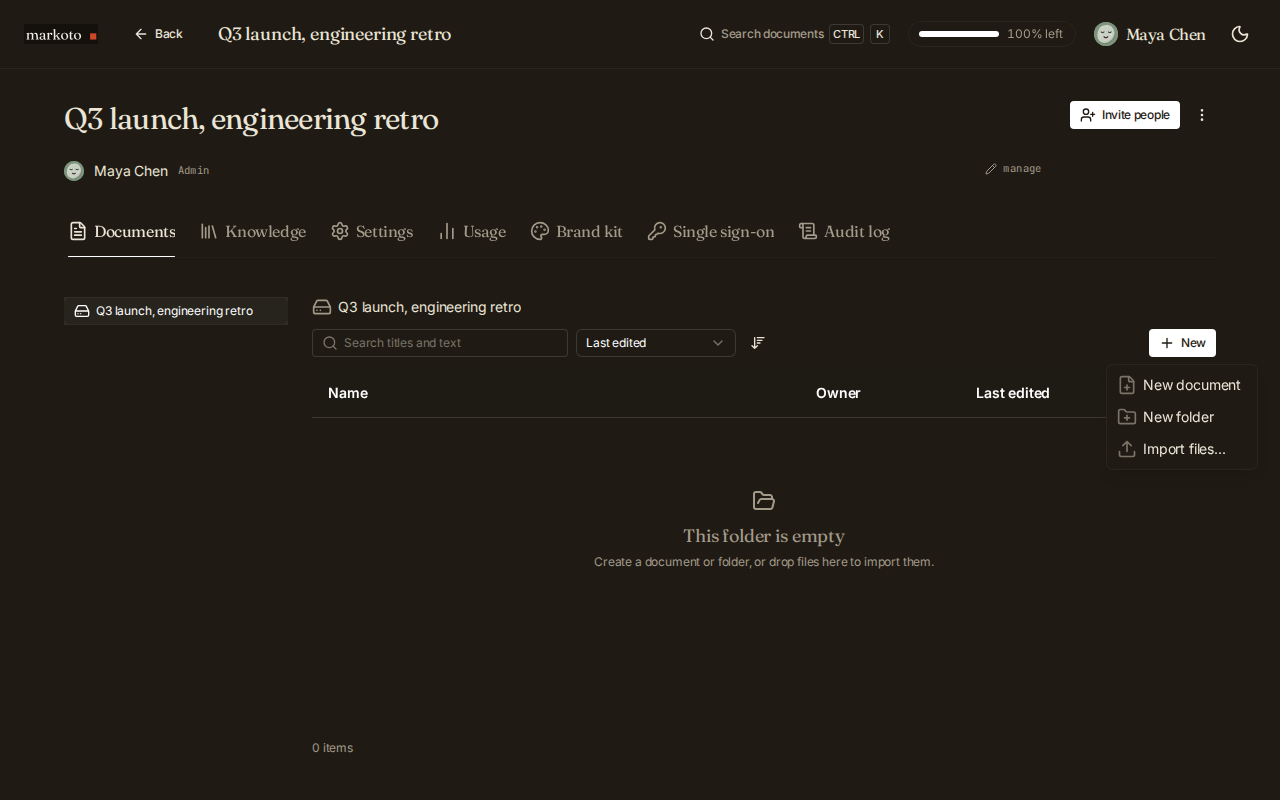 markoto
Back
Q3 launch, engineering retro
Search documents CTRL K
100% left
Maya Chen
Q3 launch, engineering retro
Invite people
Maya Chen Admin
manage
Documents
Knowledge
Settings
Usage
Brand kit
Single sign-on
Audit log
Q3 launch, engineering retro
Q3 launch, engineering retro
Search titles and text
Last edited
New
Name
Owner
Last edited
New document
New folder
Import files...
This folder is empty
Create a document or folder, or drop files here to import them.
0 items